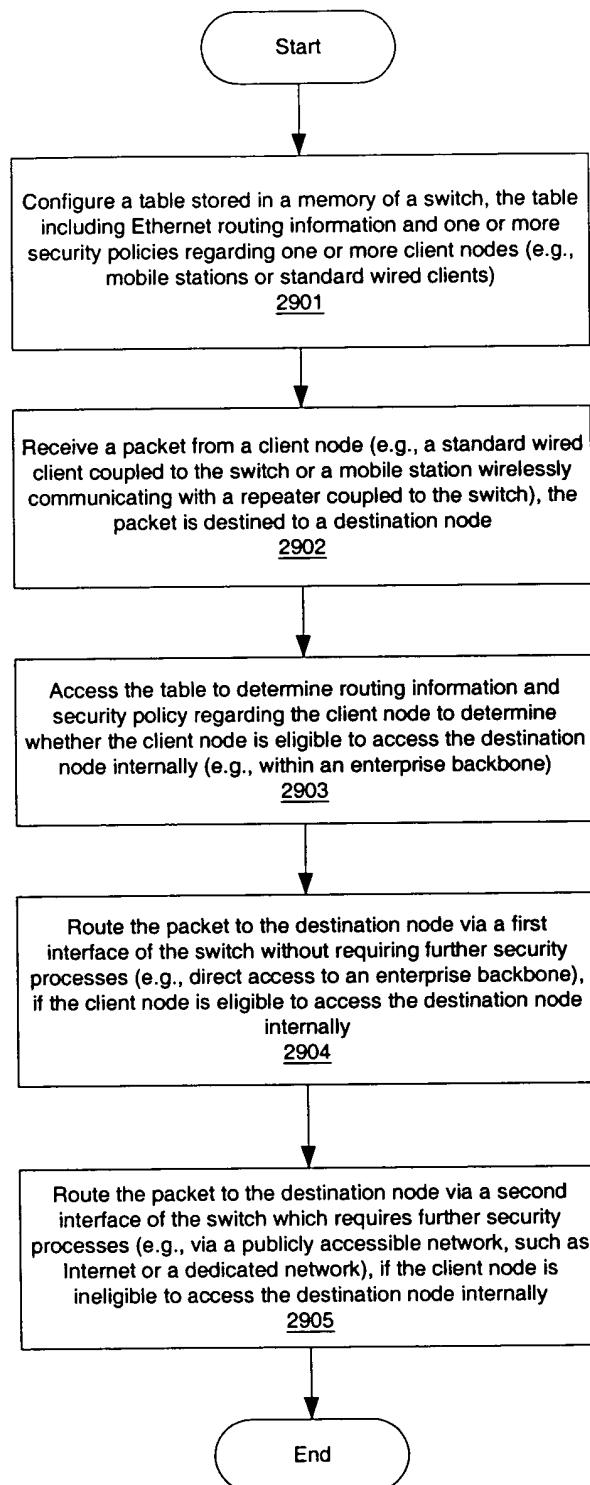 Start
Configure a table stored in a memory of a switch, the table
including Ethernet routing information and one or more
security policies regarding one or more client nodes (e.g.,
mobile stations or standard wired clients)
2901
Receive a packet from a client node (e.g., a standard wired
client coupled to the switch or a mobile station wirelessly
communicating with a repeater coupled to the switch), the
packet is destined to a destination node
2902
Access the table to determine routing information and
security policy regarding the client node to determine
whether the client node is eligible to access the destination
node internally (e.g., within an enterprise backbone)
2903
Route the packet to the destination node via a first
interface of the switch without requiring further security
processes (e.g., direct access to an enterprise backbone),
if the client node is eligible to access the destination node
internally
2904
Route the packet to the destination node via a second
interface of the switch which requires further security
processes (e.g., via a publicly accessible network, such as
Internet or a dedicated network), if the client node is
ineligible to access the destination node internally
2905
End